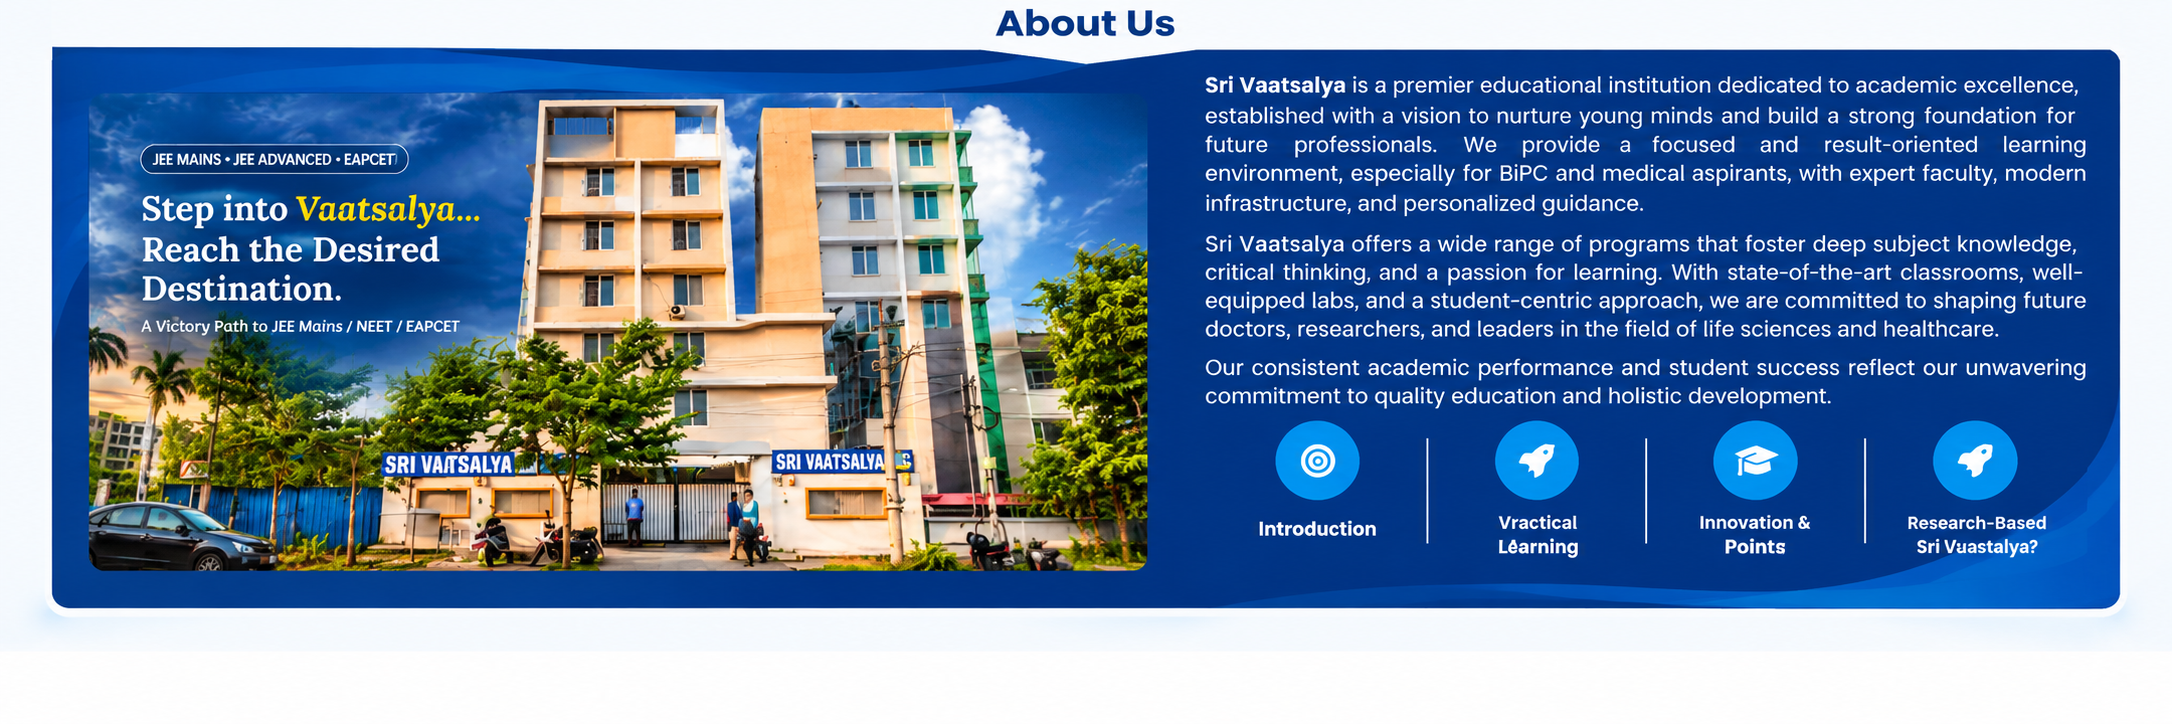 About Us
JEE MAINS • JEE ADVANCED • EAPCET
Step into Vaatsalya...
Reach the Desired
Destination.
A Victory Path to JEE Mains / NEET / EAPCET
SRI VAATSALYA
SRI VAATSALYA
Sri Vaatsalya is a premier educational institution dedicated to academic excellence,
established with a vision to nurture young minds and build a strong foundation for
future professionals. We provide a focused and result-oriented learning
environment, especially for BiPC and medical aspirants, with expert faculty, modern
infrastructure, and personalized guidance.
Sri Vaatsalya offers a wide range of programs that foster deep subject knowledge,
critical thinking, and a passion for learning. With state-of-the-art classrooms, well-
equipped labs, and a student-centric approach, we are committed to shaping future
doctors, researchers, and leaders in the field of life sciences and healthcare.
Our consistent academic performance and student success reflect our unwavering
commitment to quality education and holistic development.
Introduction
Vractical
Learning
Innovation &
Points
Research-Based
Sri Vuastalya?